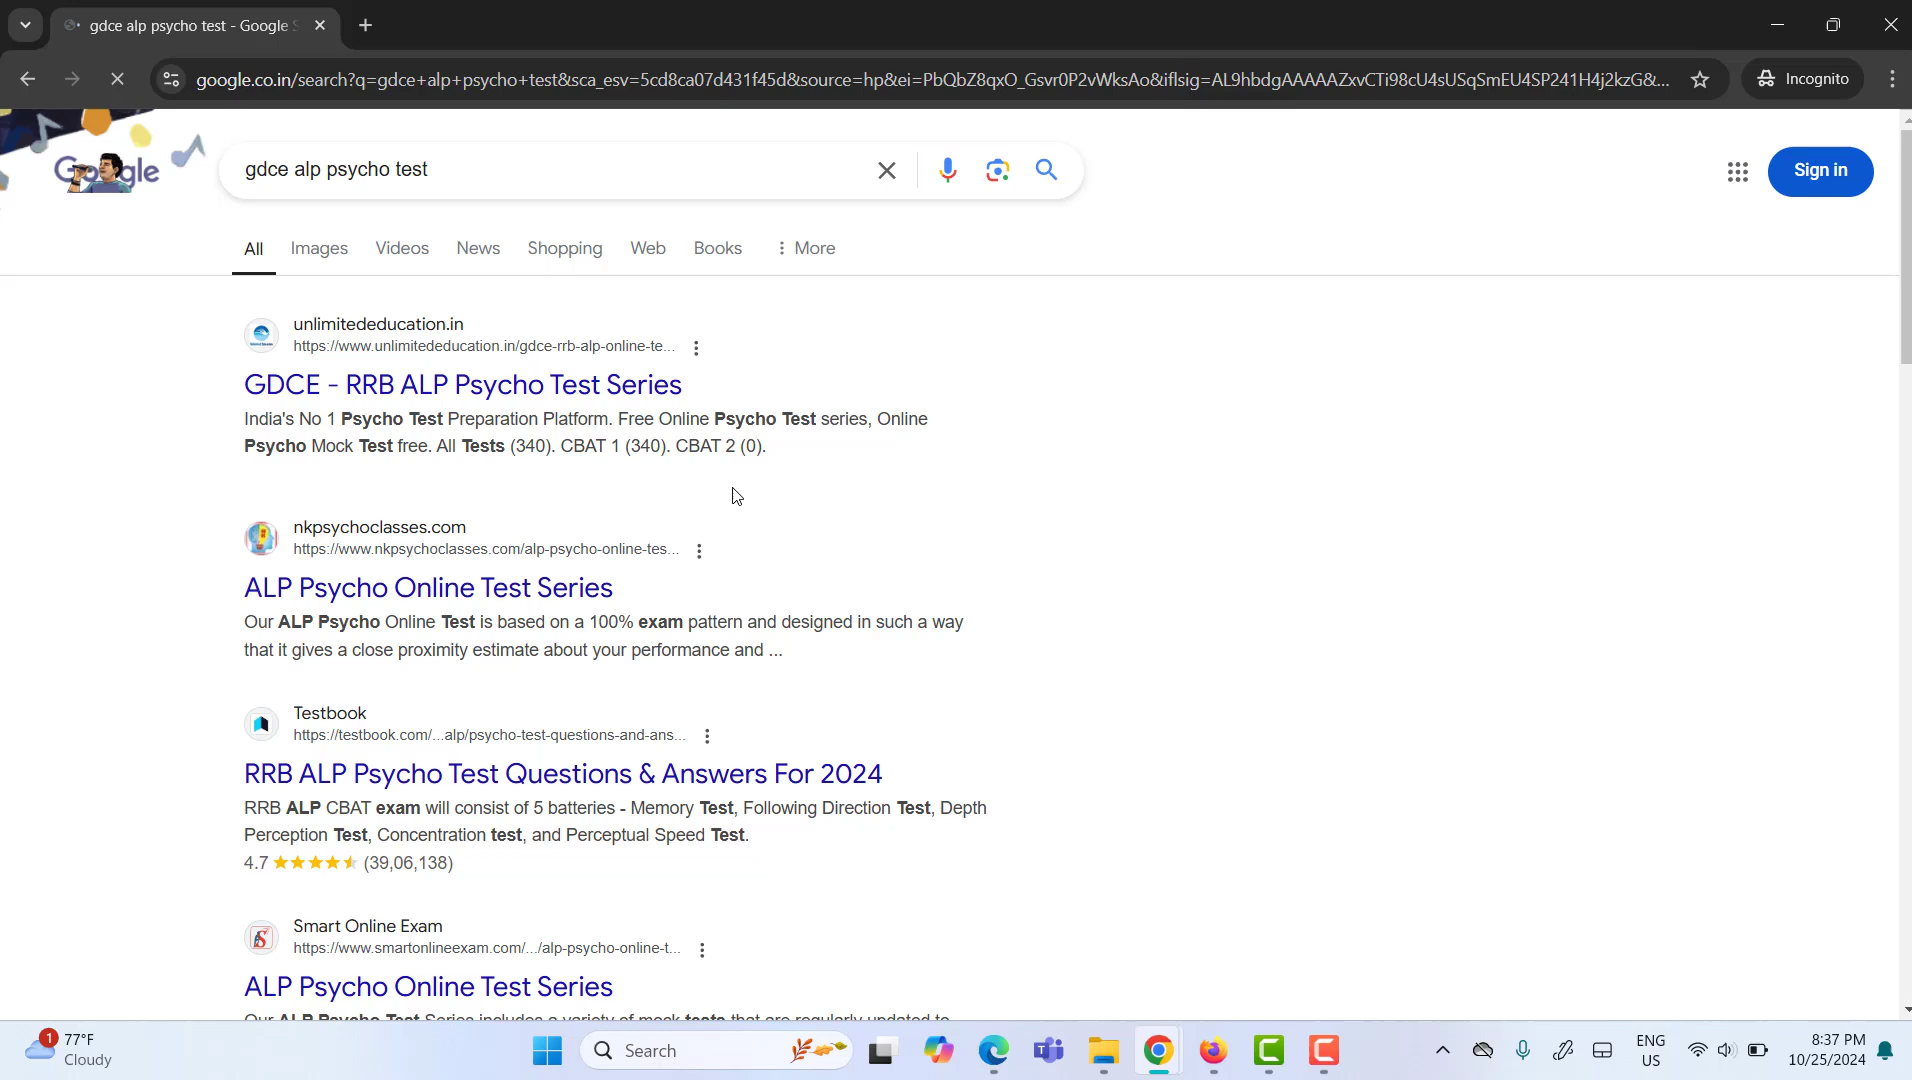 gdce alp psycho test - Google S
google.co.in/search?q=gdce+alp+psycho+test&sca_esv=5cd8ca07d431f45d&source=hp&ei=PbQbZ8qxO_Gsvr0P2vWksAo&iflsig=AL9hbdgAAAAAZxvCTi98cU4sUSqSmEU4SP241H4j2kzG&...
Incognito
Google
gdce alp psycho test
Sign in
All Images Videos News Shopping Web Books More
unlimitededucation.in
https://www.unlimitededucation.in/gdce-rrb-alp-online-te...
GDCE - RRB ALP Psycho Test Series
India's No 1 Psycho Test Preparation Platform. Free Online Psycho Test series, Online
Psycho Mock Test free. All Tests (340). CBAT 1 (340). CBAT 2 (0).
nkpsychoclasses.com
https://www.nkpsychoclasses.com/alp-psycho-online-tes...
ALP Psycho Online Test Series
Our ALP Psycho Online Test is based on a 100% exam pattern and designed in such a way
that it gives a close proximity estimate about your performance and ...
Testbook
https://testbook.com/...alp/psycho-test-questions-and-ans...
RRB ALP Psycho Test Questions & Answers For 2024
RRB ALP CBAT exam will consist of 5 batteries - Memory Test, Following Direction Test, Depth
Perception Test, Concentration test, and Perceptual Speed Test.
4.7 (39,06,138)
Smart Online Exam
https://www.smartonlineexam.com/.../alp-psycho-online-t...
ALP Psycho Online Test Series
Our ALP Psycho Test Series includes a variety of mock tests that are regularly updated to
1
77°F
Cloudy
Search
ENG
US
8:37 PM
10/25/2024